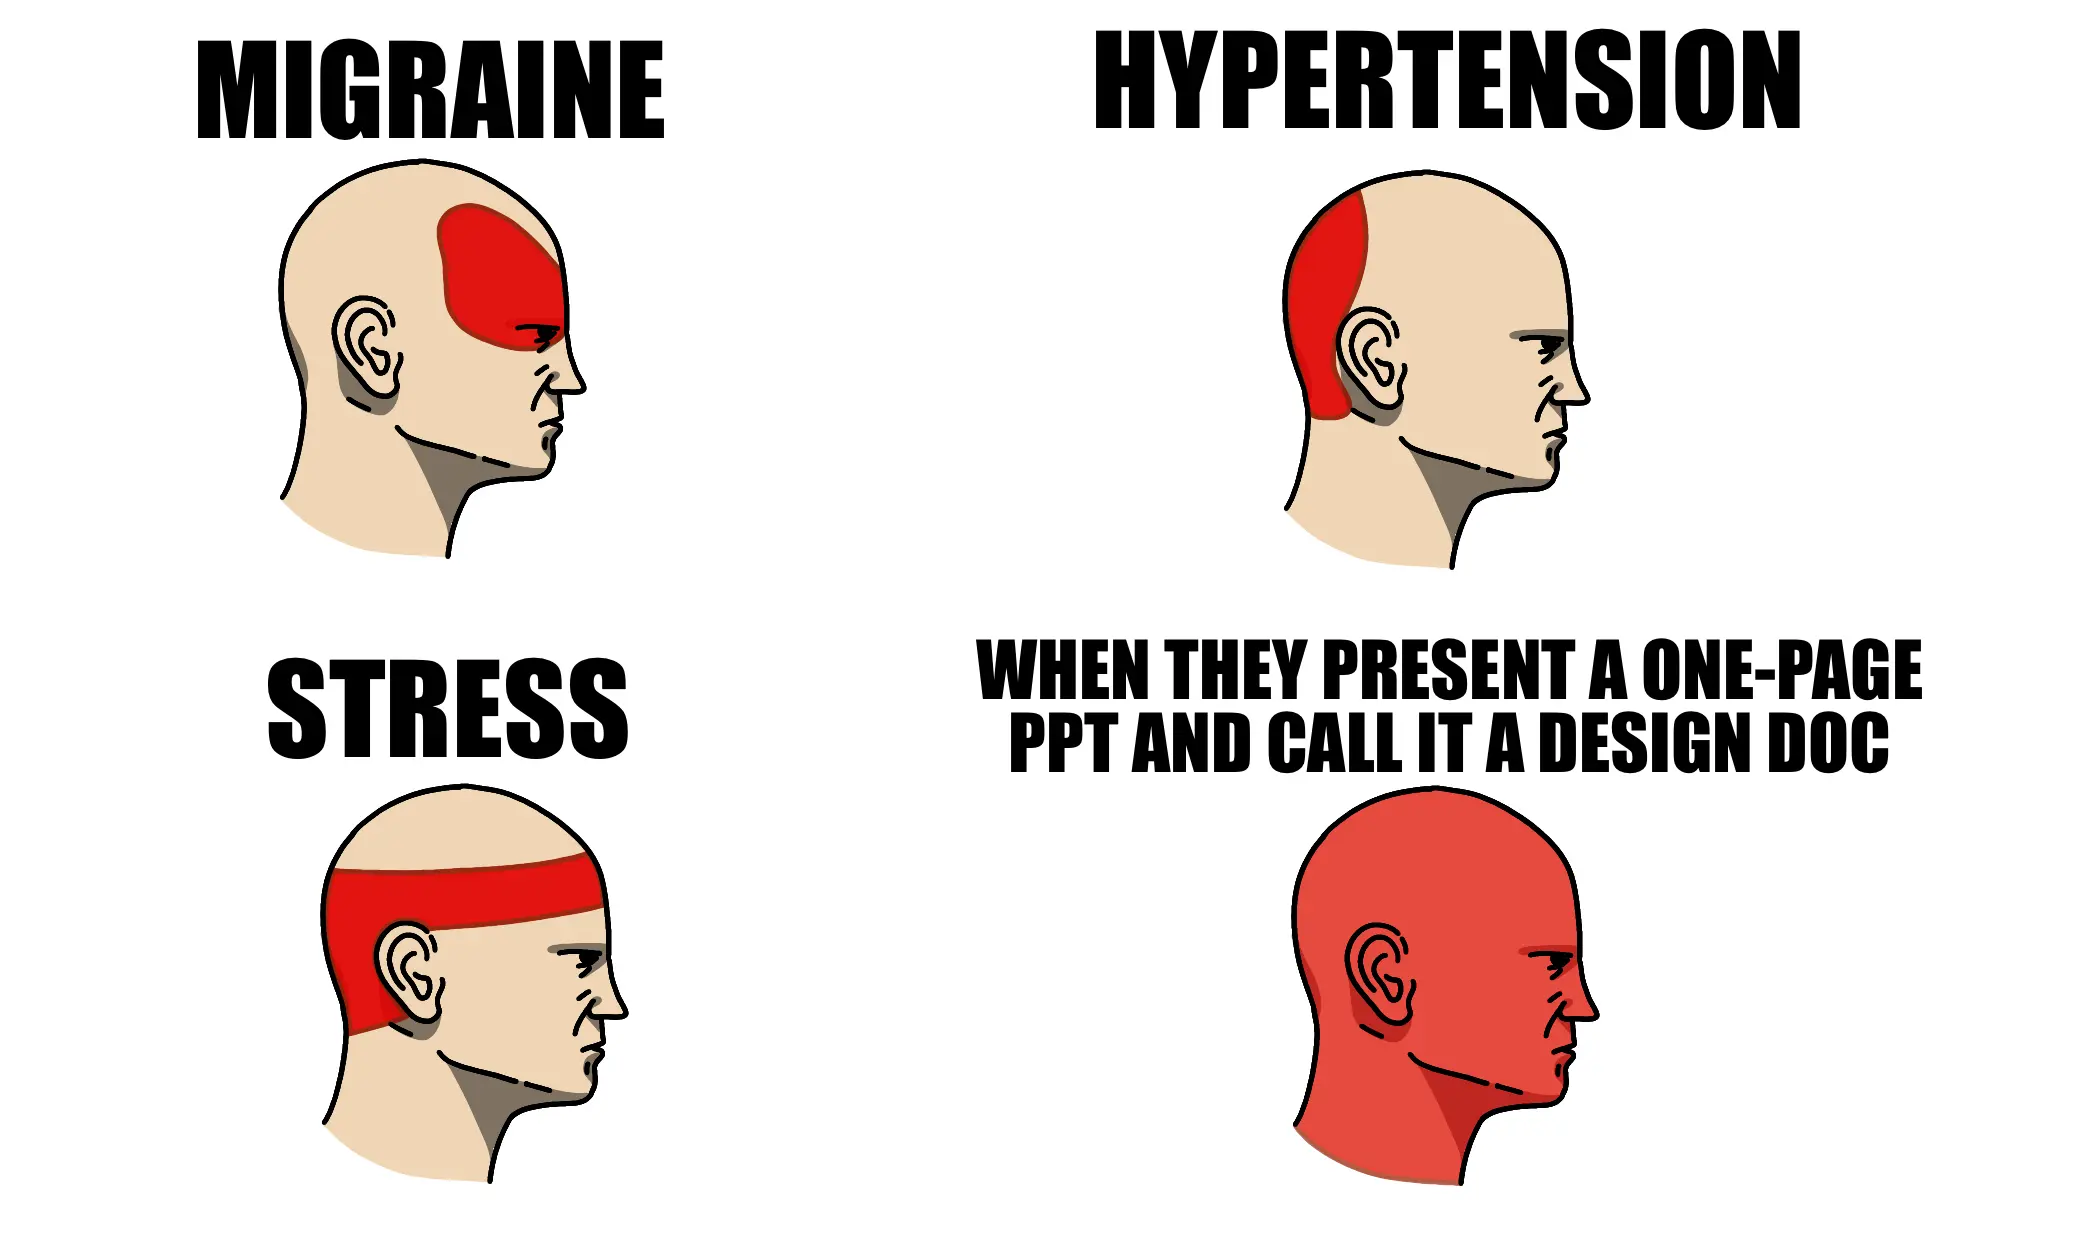 MIGRAINE
HYPERTENSION
STRESS
WHEN THEY PRESENT A ONE-PAGE
PPT AND CALL IT A DESIGN DOC